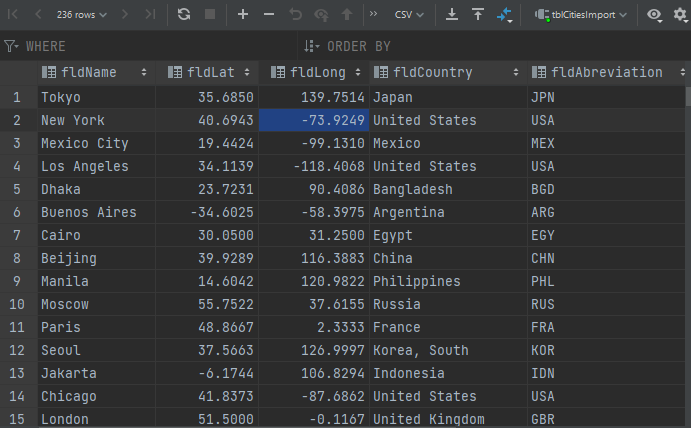 236 rows CSV tblCitiesImport
WHERE ORDER BY
fldName fldLat fldLong fldCountry fldAbreviation
1 Tokyo 35.6850 139.7514 Japan JPN
2 New York 40.6943 -73.9249 United States USA
3 Mexico City 19.4424 -99.1310 Mexico MEX
4 Los Angeles 34.1139 -118.4068 United States USA
5 Dhaka 23.7231 90.4086 Bangladesh BGD
6 Buenos Aires -34.6025 -58.3975 Argentina ARG
7 Cairo 30.0500 31.2500 Egypt EGY
8 Beijing 39.9289 116.3883 China CHN
9 Manila 14.6042 120.9822 Philippines PHL
10 Moscow 55.7522 37.6155 Russia RUS
11 Paris 48.8667 2.3333 France FRA
12 Seoul 37.5663 126.9997 Korea, South KOR
13 Jakarta -6.1744 106.8294 Indonesia IDN
14 Chicago 41.8373 -87.6862 United States USA
15 London 51.5000 -0.1167 United Kingdom GBR